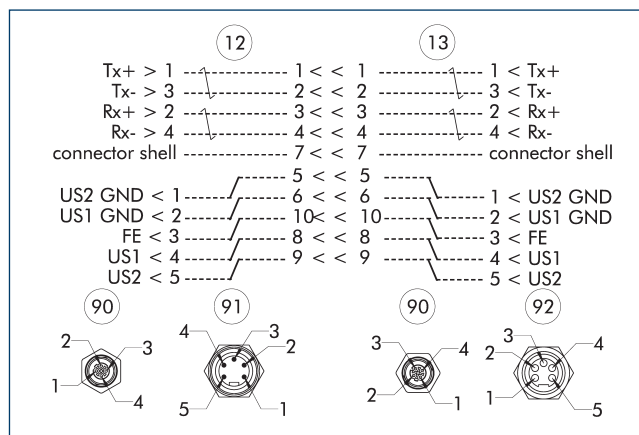 12 13
Tx+ > 1 1 < < 1 1 < Tx+
Tx- > 3 2 < < 2 3 < Tx-
Rx+ > 2 3 < < 3 2 < Rx+
Rx- > 4 4 < < 4 4 < Rx-
connector shell 7 < < 7 connector shell
5 < < 5
US2 GND < 1 6 < < 6 1 < US2 GND
US1 GND < 2 10 < < 10 2 < US1 GND
FE < 3 8 < < 8 3 < FE
US1 < 4 9 < < 9 4 < US1
US2 < 5 5 < US2
90 91 90 92
2 3 4 3 3 4 3 4
2 2
1 4 5 1 2 1 1 5